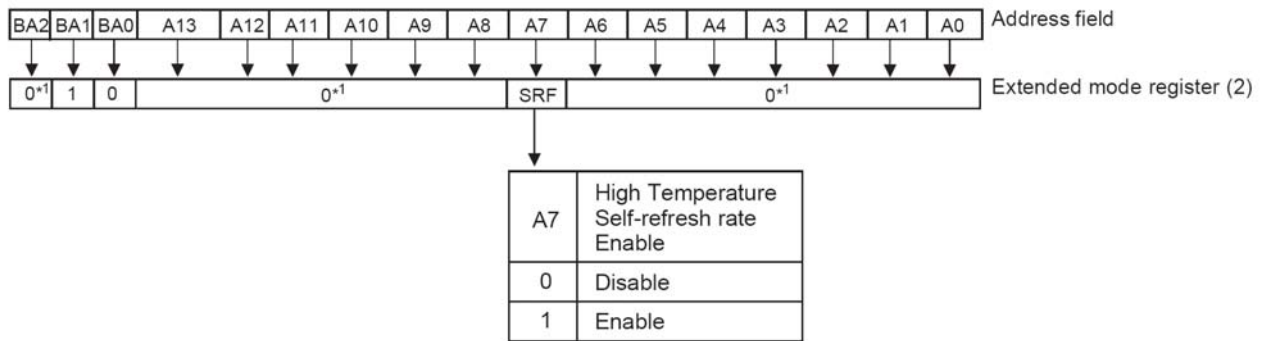 BA2 BA1 BA0 A13 A12 A11 A10 A9 A8 A7 A6 A5 A4 A3 A2 A1 A0 Address field
0*1 1 0 0*1 SRF 0*1 Extended mode register (2)
High Temperature
A7 Self-refresh rate
Enable
0 Disable
1 Enable